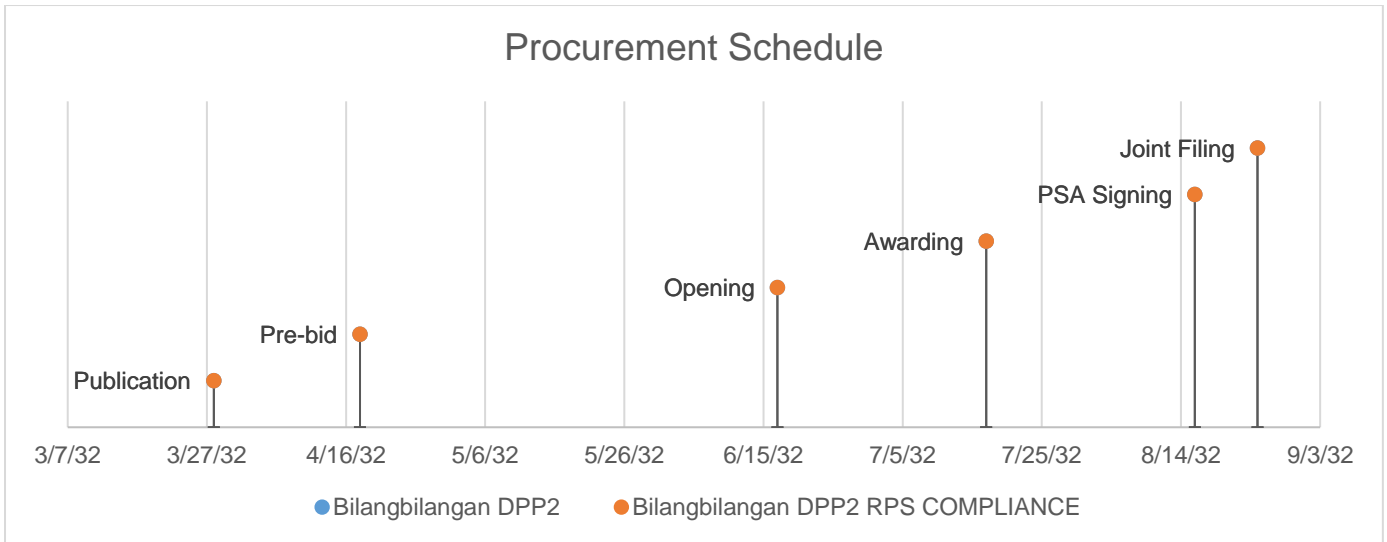 Procurement Schedule
Joint Filing
PSA Signing
Awarding
Opening
Pre-bid
Publication
3/7/32 3/27/32 4/16/32 5/6/32 5/26/32 6/15/32 7/5/32 7/25/32 8/14/32 9/3/32
Bilangbilangan DPP2 Bilangbilangan DPP2 RPS COMPLIANCE